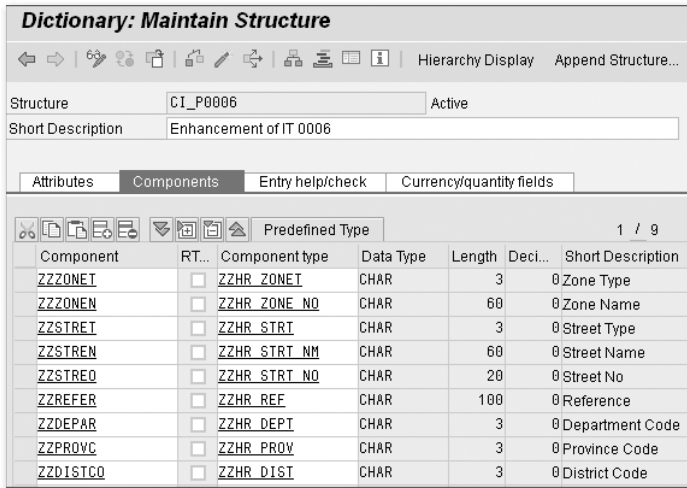 Dictionary: Maintain Structure
Hierarchy Display Append Structure...
Structure CI_P0006 Active
Short Description Enhancement of IT 0006
Attributes Components Entry help/check Currency/quantity fields
Predefined Type 1 / 9
Component RT... Component type Data Type Length Deci... Short Description
ZZZONET ZZHR_ZONET CHAR 3 0 Zone Type
ZZZONEN ZZHR_ZONE_NO CHAR 60 0 Zone Name
ZZSTRET ZZHR_STRT CHAR 3 0 Street Type
ZZSTREN ZZHR_STRT_NM CHAR 60 0 Street Name
ZZSTREO ZZHR_STRT_NO CHAR 20 0 Street No
ZZREFER ZZHR_REF CHAR 100 0 Reference
ZZDEPAR ZZHR_DEPT CHAR 3 0 Department Code
ZZPROVC ZZHR_PROV CHAR 3 0 Province Code
ZZDISTCO ZZHR_DIST CHAR 3 0 District Code